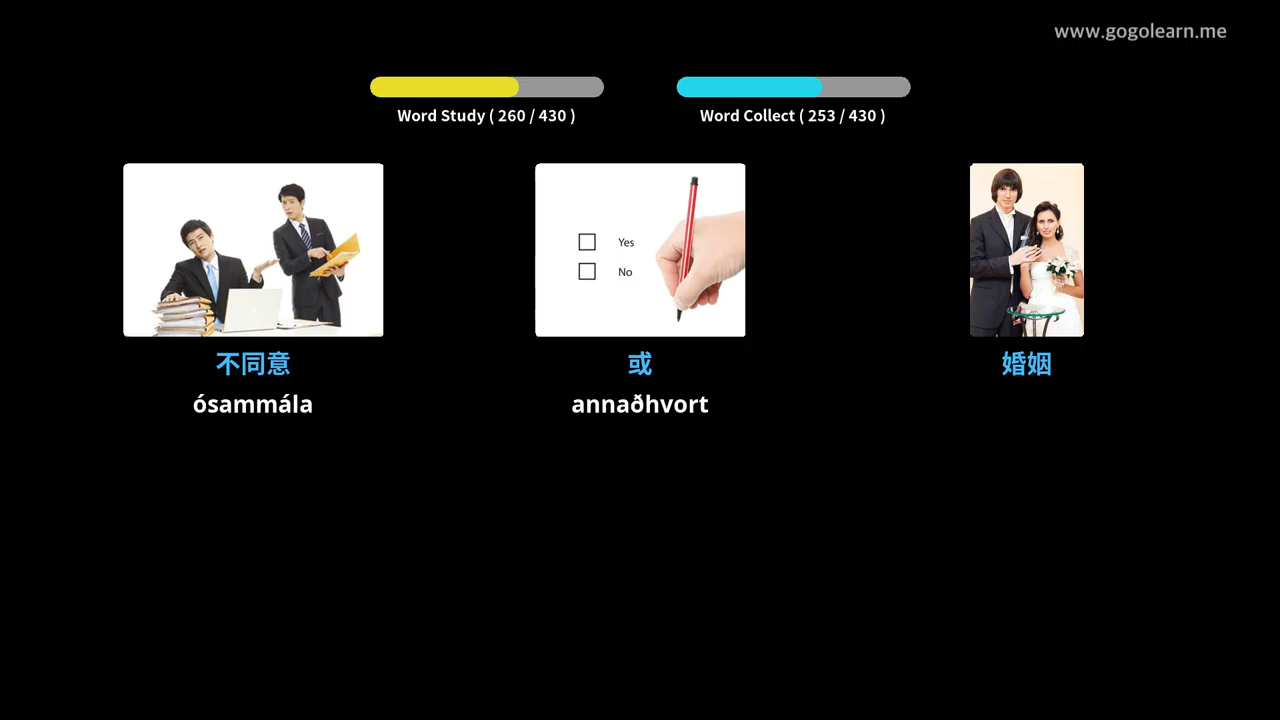 www.gogolearn.me
Word Study ( 260 / 430 )
Word Collect ( 253 / 430 )
Yes
No
不同意
或
婚姻
ósammála
annaðhvort